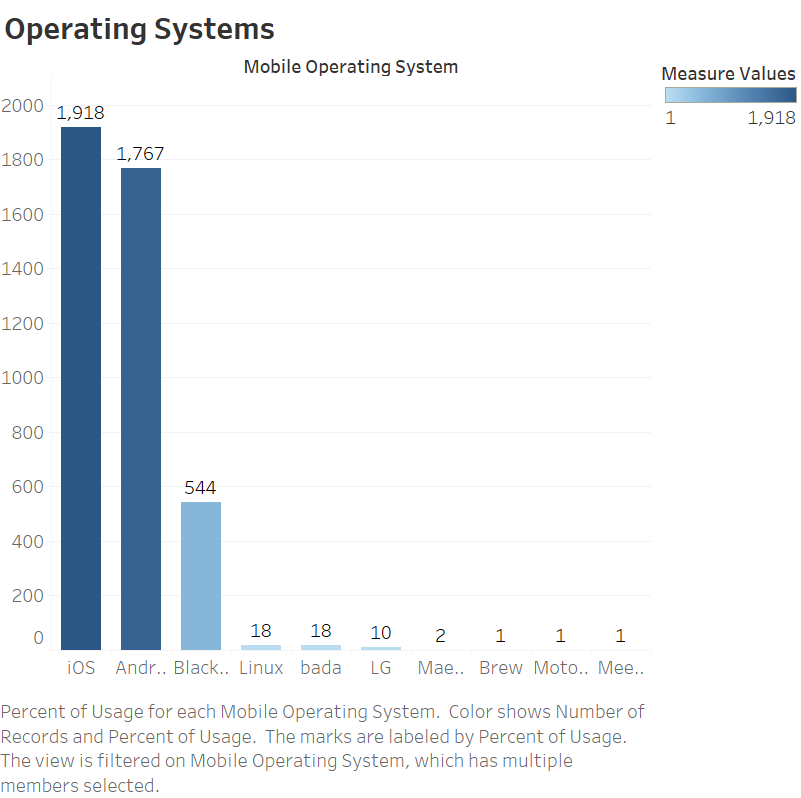 Operating Systems
Mobile Operating System
Measure Values
1 1,918
2000
1800
1600
1400
1200
1000
800
600
400
200
0
1,918
1,767
544
18
18
10
2
1
1
1
iOS Andr.. Black.. Linux bada LG Mae.. Brew Moto.. Mee..
Percent of Usage for each Mobile Operating System. Color shows Number of
Records and Percent of Usage. The marks are labeled by Percent of Usage.
The view is filtered on Mobile Operating System, which has multiple
members selected.